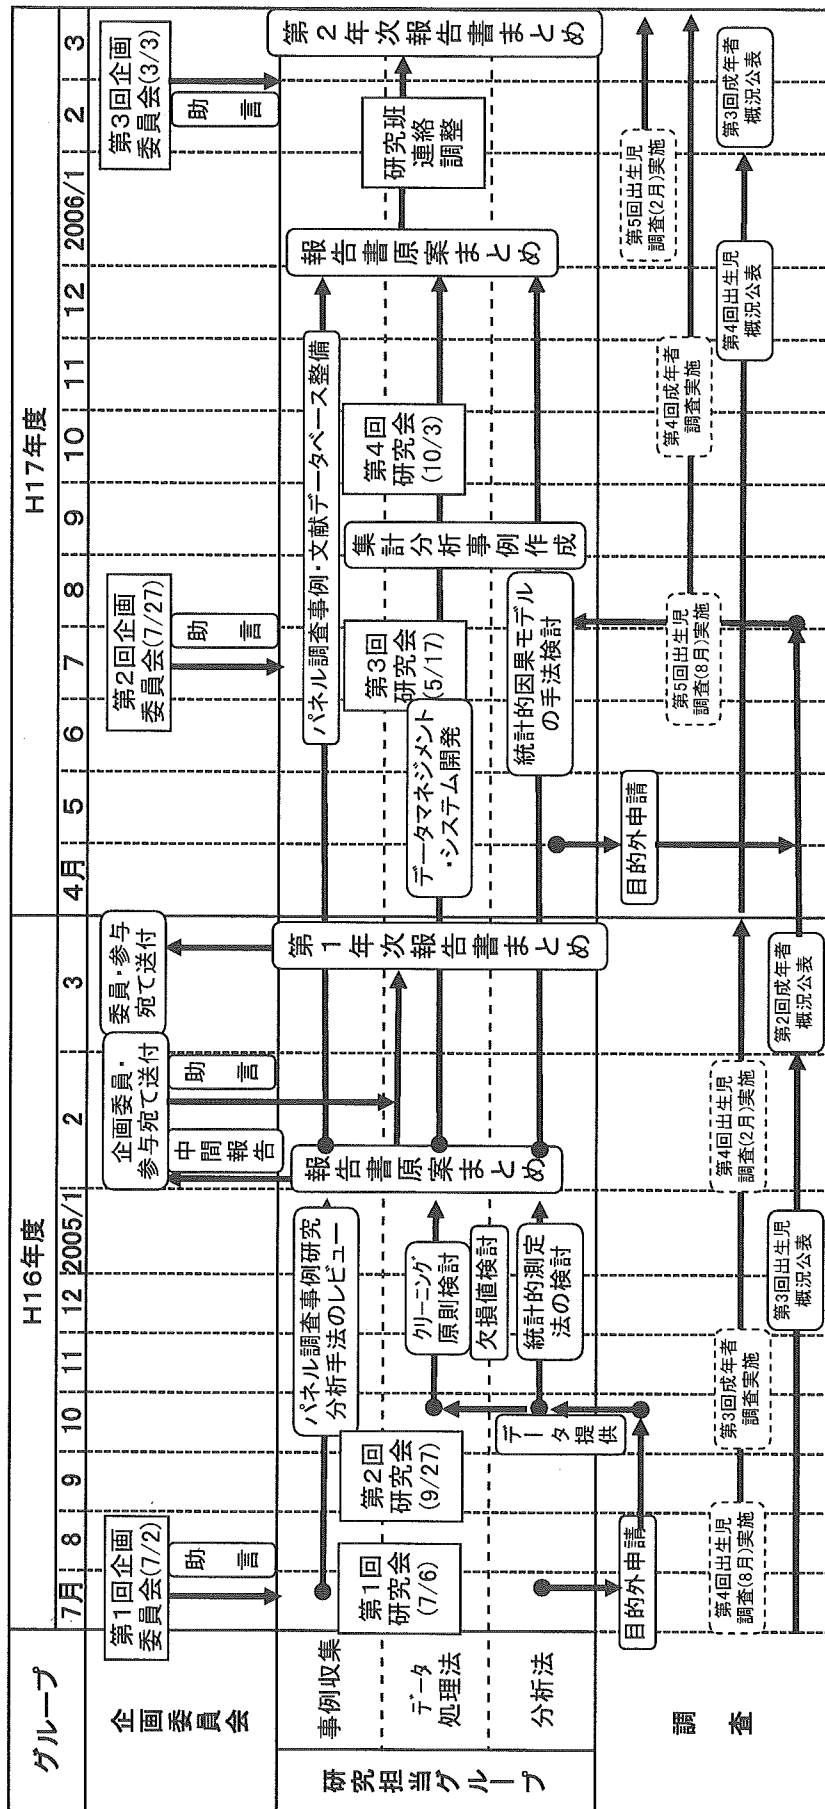 グループ
H16年度
H17年度
7月
8
9
10
11
12
2005/1
2
3
4月
5
6
7
8
9
10
11
12
2006/1
2
3
企画委員会
第1回企画
委員会(7/2)
助言
企画委員・
参与宛て送付
中間報告
助言
委員・参与
宛て送付
第2回企画
委員会(7/27)
助言
第3回企画
委員会(3/3)
助言
研究担当グループ
事例収集
データ
処理法
分析法
パネル調査事例研究
分析手法のレビュー
第1回
研究会
(7/6)
第2回
研究会
(9/27)
クリーニング
原則検討
欠損値検討
統計的測定
法の検討
データ提供
報告書原案まとめ
第1年次報告書まとめ
パネル調査事例・文献データベース整備
データマネジメント
・システム開発
第3回
研究会
(5/17)
統計的因果モデル
の手法検討
集計分析事例作成
第4回
研究会
(10/3)
報告書原案まとめ
研究班
連絡
調整
第2年次報告書まとめ
調査
目的外申請
目的外申請
第4回出生児
調査(8月)実施
第3回成年者
調査実施
第4回出生児
調査(2月)実施
第3回出生児
概況公表
第2回成年者
概況公表
第5回出生児
調査(8月)実施
第4回成年者
調査実施
第5回出生児
調査(2月)実施
第4回出生児
概況公表
第3回成年者
概況公表